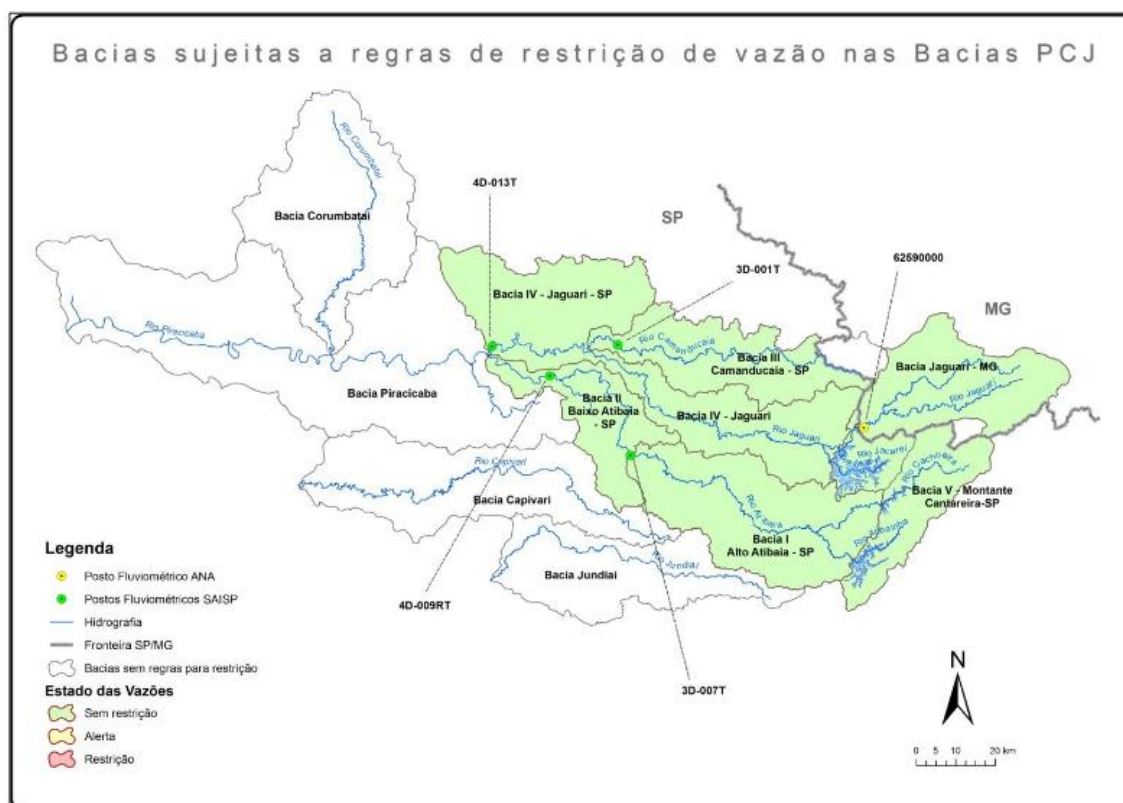 Bacias sujeitas a regras de restrição de vazão nas Bacias PCJ
Rio Corumbataí
4D-013T
SP
Bacia Corumbataí
3D-001T
62590000
Bacia IV - Jaguari - SP
MG
Rio Piracicaba
Rio Camanducaia
Bacia III
Camanducaia - SP
Bacia Jaguari - MG
Rio Jaguari
Bacia Piracicaba
Bacia II
Baixo Atibaia
- SP
Bacia IV - Jaguari
Rio Jaguari
Rio Jacareí
Rio Cachoeira
Rio Capivari
Bacia V - Montante
Cantareira-SP
Bacia Capivari
Rio Atibaia
Rio Atibainha
Bacia I
Alto Atibaia - SP
Rio Jundiaí
Bacia Jundiaí
4D-009RT
3D-007T
Legenda
Posto Fluviométrico ANA
Postos Fluviométricos SAISP
Hidrografia
Fronteira SP/MG
Bacias sem regras para restrição
Estado das Vazões
Sem restrição
Alerta
Restrição
N
0 5 10 20 km